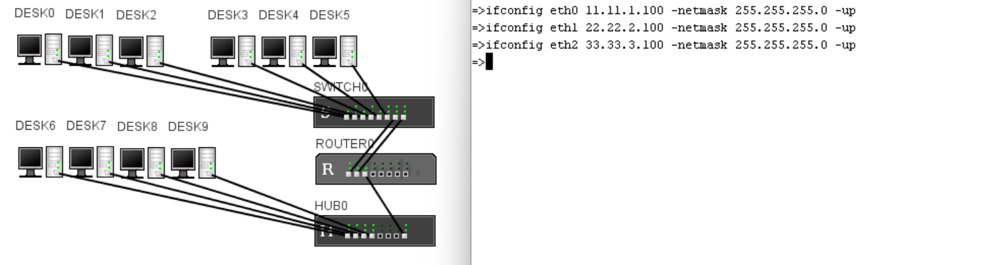 DESK0 DESK1 DESK2 DESK3 DESK4 DESK5
SWITCH0
S
DESK6 DESK7 DESK8 DESK9
ROUTER0
R
HUB0
H
=>ifconfig eth0 11.11.1.100 -netmask 255.255.255.0 -up
=>ifconfig eth1 22.22.2.100 -netmask 255.255.255.0 -up
=>ifconfig eth2 33.33.3.100 -netmask 255.255.255.0 -up
=>